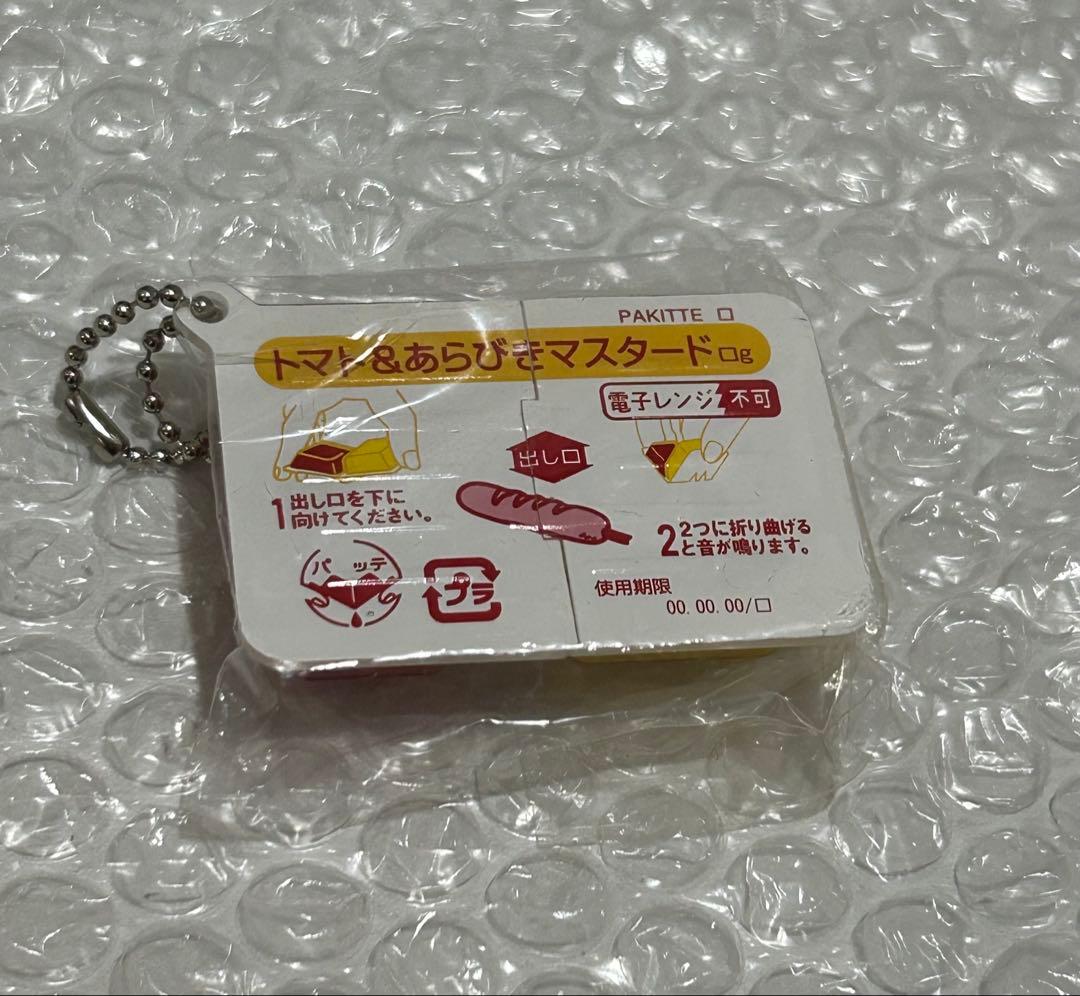 PAKITTE □
トマト&あらびきマスタード□g
電子レンジ不可
出し口
1 出し口を下に
向けてください。
2 2つに折り曲げる
と音が鳴ります。
パ ッテ
プラ
使用期限
00.00.00/□